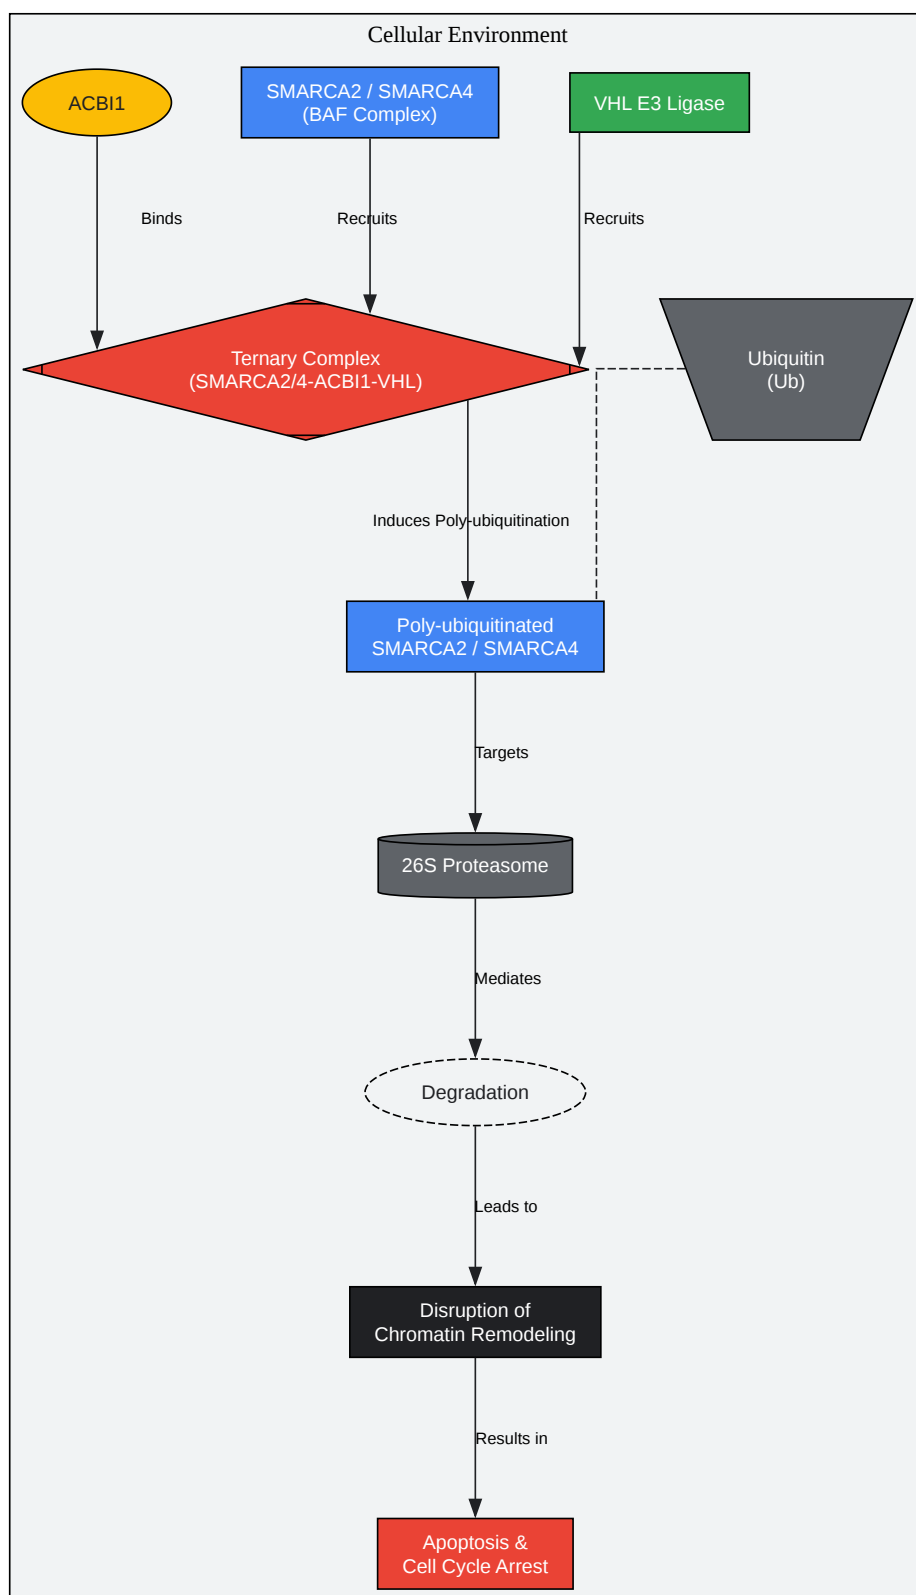 Cellular Environment
ACBI1
SMARCA2 / SMARCA4
(BAF Complex)
VHL E3 Ligase
Binds
Recruits
Recruits
Ternary Complex
(SMARCA2/4-ACBI1-VHL)
Ubiquitin
(Ub)
Induces Poly-ubiquitination
Poly-ubiquitinated
SMARCA2 / SMARCA4
Targets
26S Proteasome
Mediates
Degradation
Leads to
Disruption of
Chromatin Remodeling
Results in
Apoptosis &
Cell Cycle Arrest